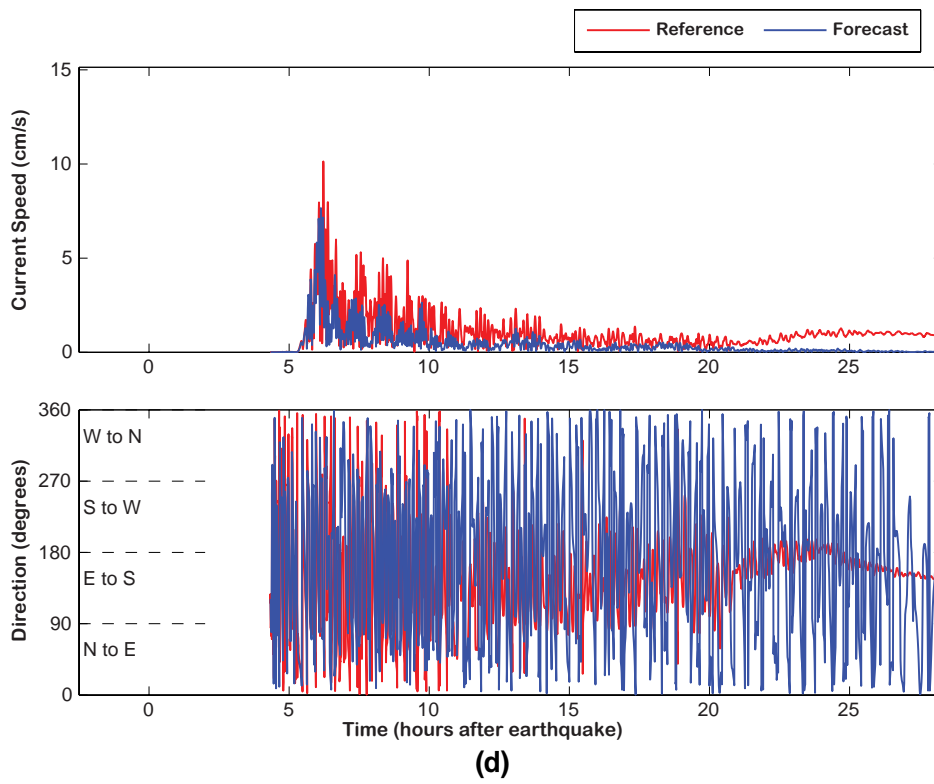 Reference Forecast
15
10
5
0
Current Speed (cm/s)
0 5 10 15 20 25
360
W to N
270
S to W
180
E to S
90
N to E
0
Direction (degrees)
0 5 10 15 20 25
Time (hours after earthquake)
(d)